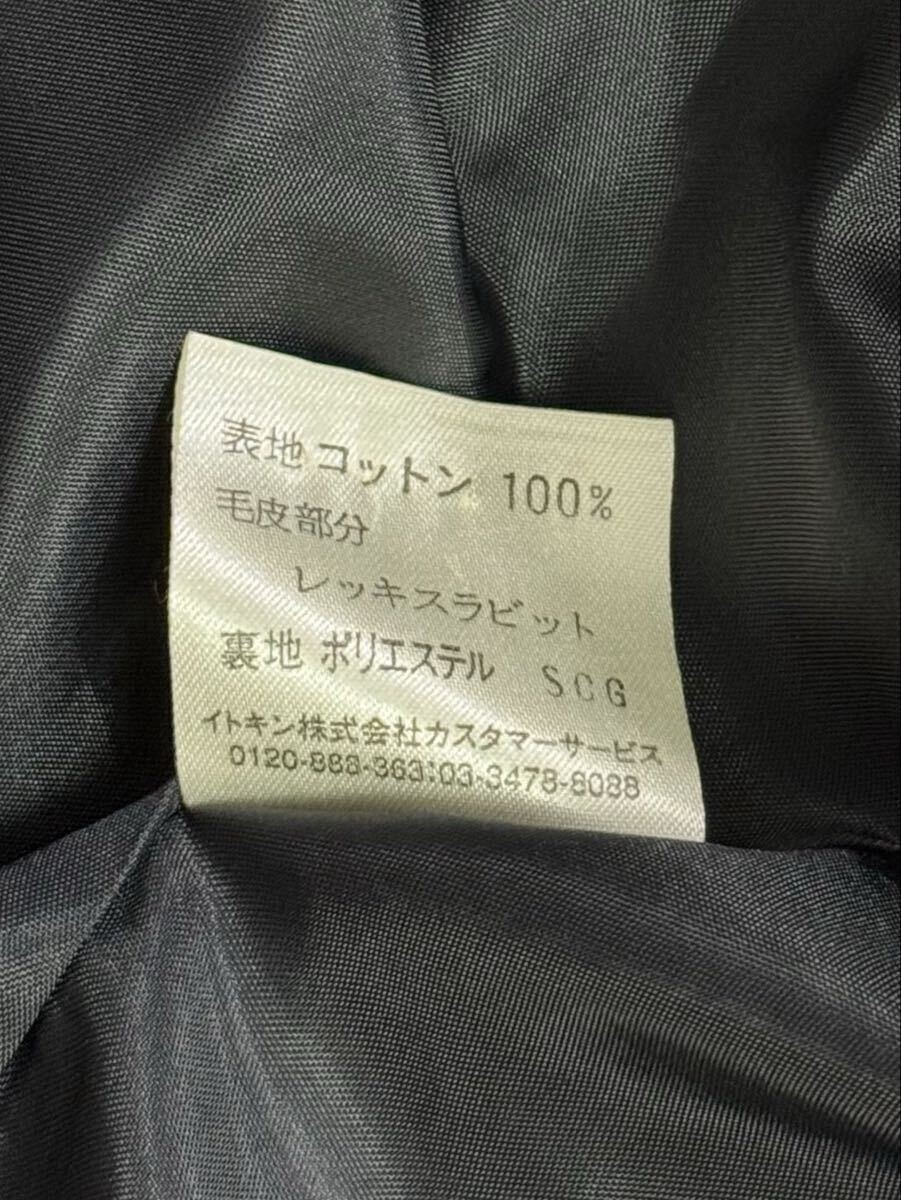 表地 コットン 100%
毛皮部分
レッキスラビット
裏地 ポリエステル SCG
イトキン株式会社カスタマーサービス
0120-888-363:03-3478-8088